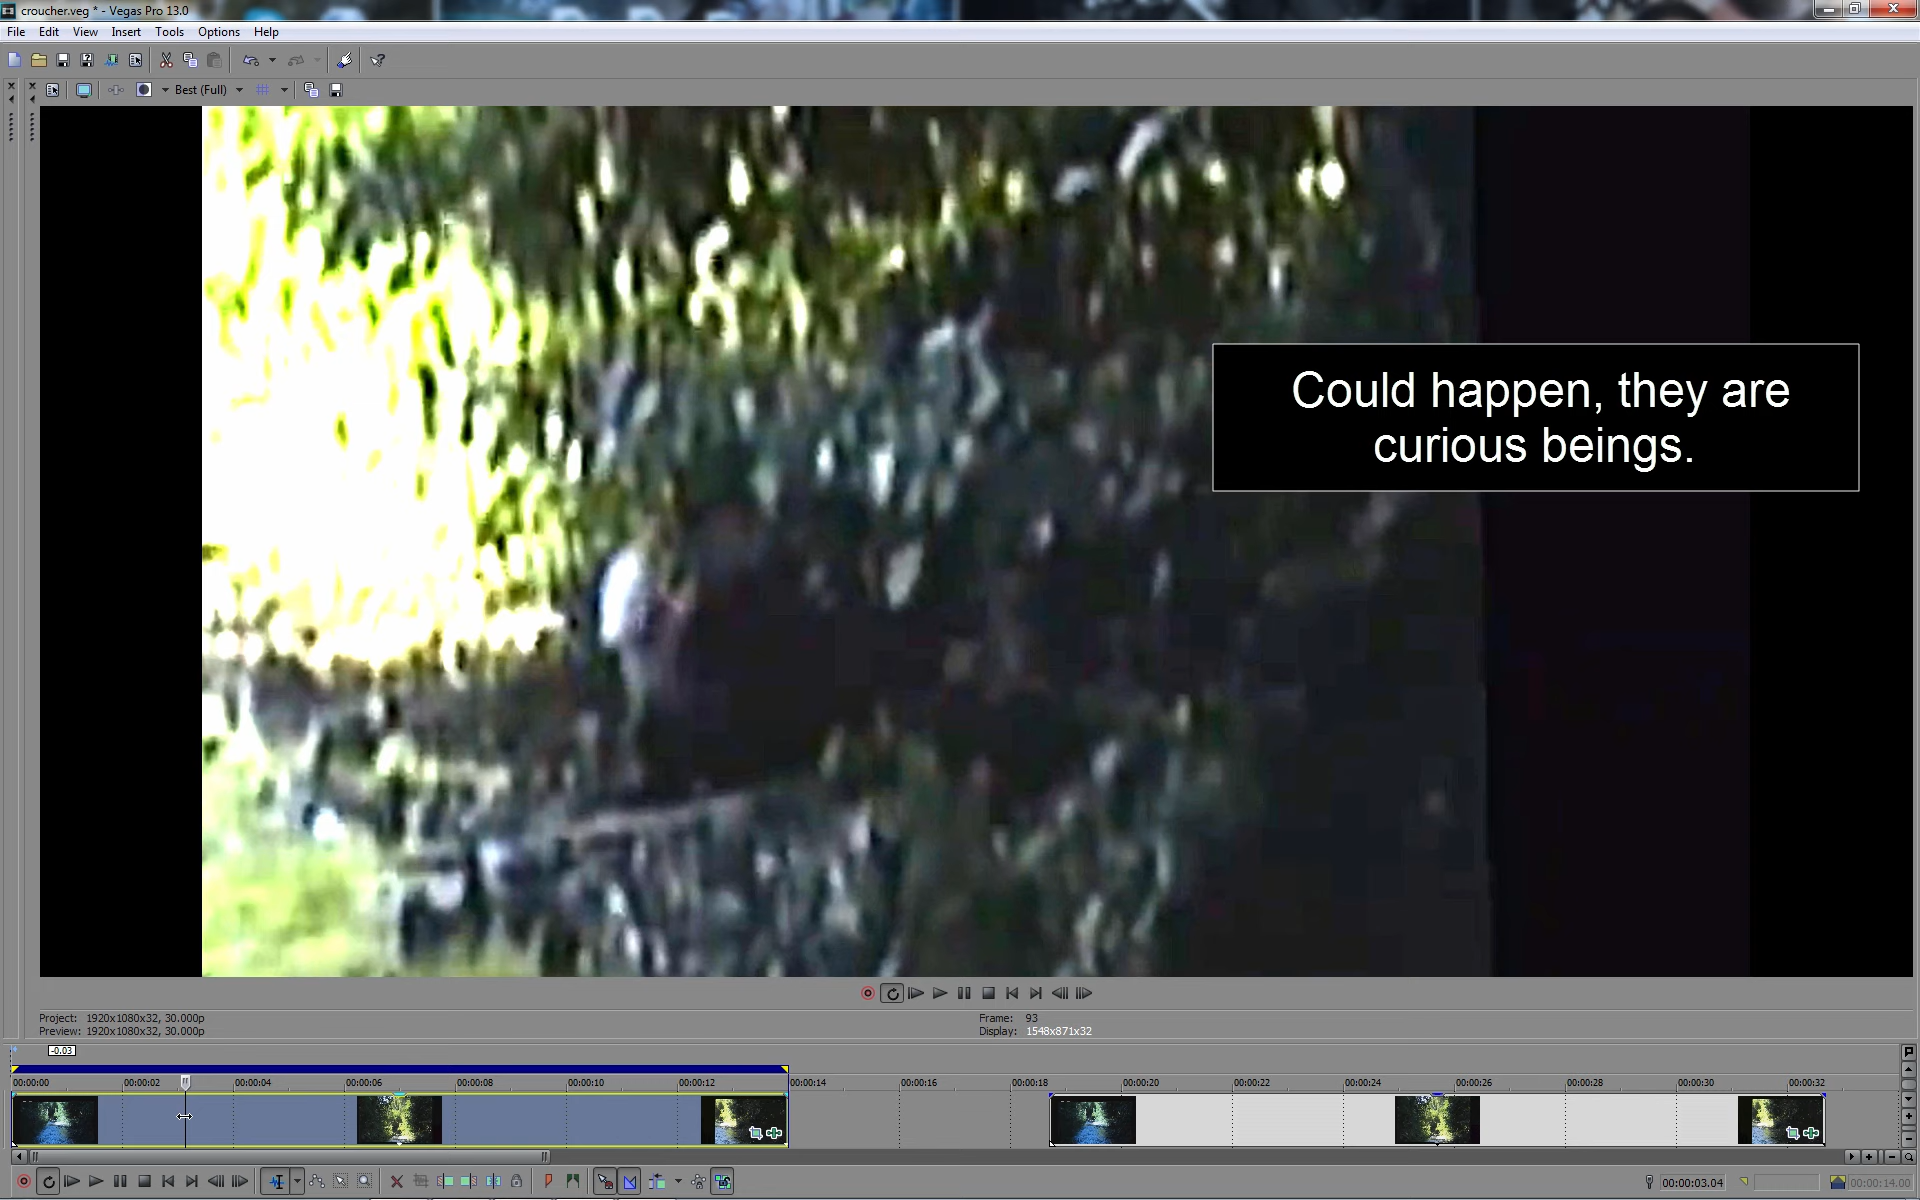 croucher.veg * - Vegas Pro 13.0
File Edit View Insert Tools Options Help
Best (Full)
Could happen, they are
curious beings.
Project: 1920x1080x32, 30.000p
Preview: 1920x1080x32, 30.000p
Frame: 93
Display: 1548x871x32
-0.03
00:00:00 00:00:02 00:00:04 00:00:06 00:00:08 00:00:10 00:00:12 00:00:14 00:00:16 00:00:18 00:00:20 00:00:22 00:00:24 00:00:26 00:00:28 00:00:30 00:00:32
00:00:03.04 00:00:14.00